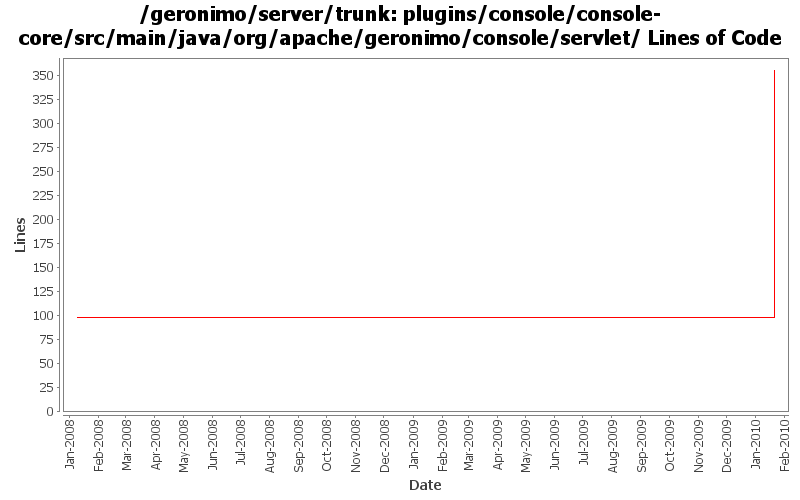 /geronimo/server/trunk: plugins/console/console-
core/src/main/java/org/apache/geronimo/console/servlet/ Lines of Code
350
325
300
275
250
225
200
175
150
125
100
75
50
25
0
Lines
Jan-2008
Feb-2008
Mar-2008
Apr-2008
May-2008
Jun-2008
Jul-2008
Aug-2008
Sep-2008
Oct-2008
Nov-2008
Dec-2008
Jan-2009
Feb-2009
Mar-2009
Apr-2009
May-2009
Jun-2009
Jul-2009
Aug-2009
Sep-2009
Oct-2009
Nov-2009
Dec-2009
Jan-2010
Feb-2010
Date